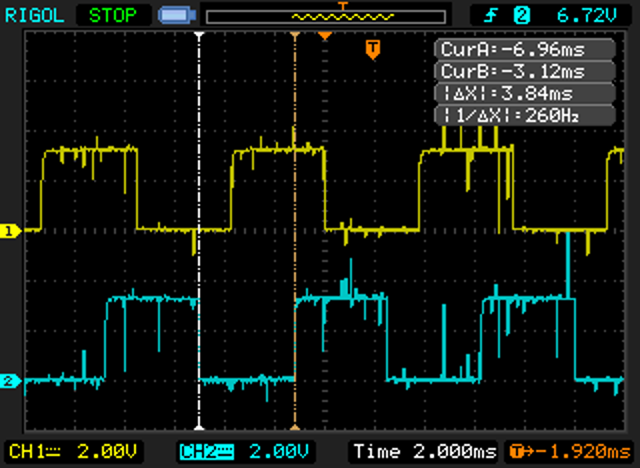 RIGOL STOP T 2 6.72V
T
CurA:-6.96ms
CurB:-3.12ms
|ΔX|:3.84ms
|1/ΔX|:260Hz
1
2
CH1 2.00V CH2 2.00V Time 2.000ms T→-1.920ms